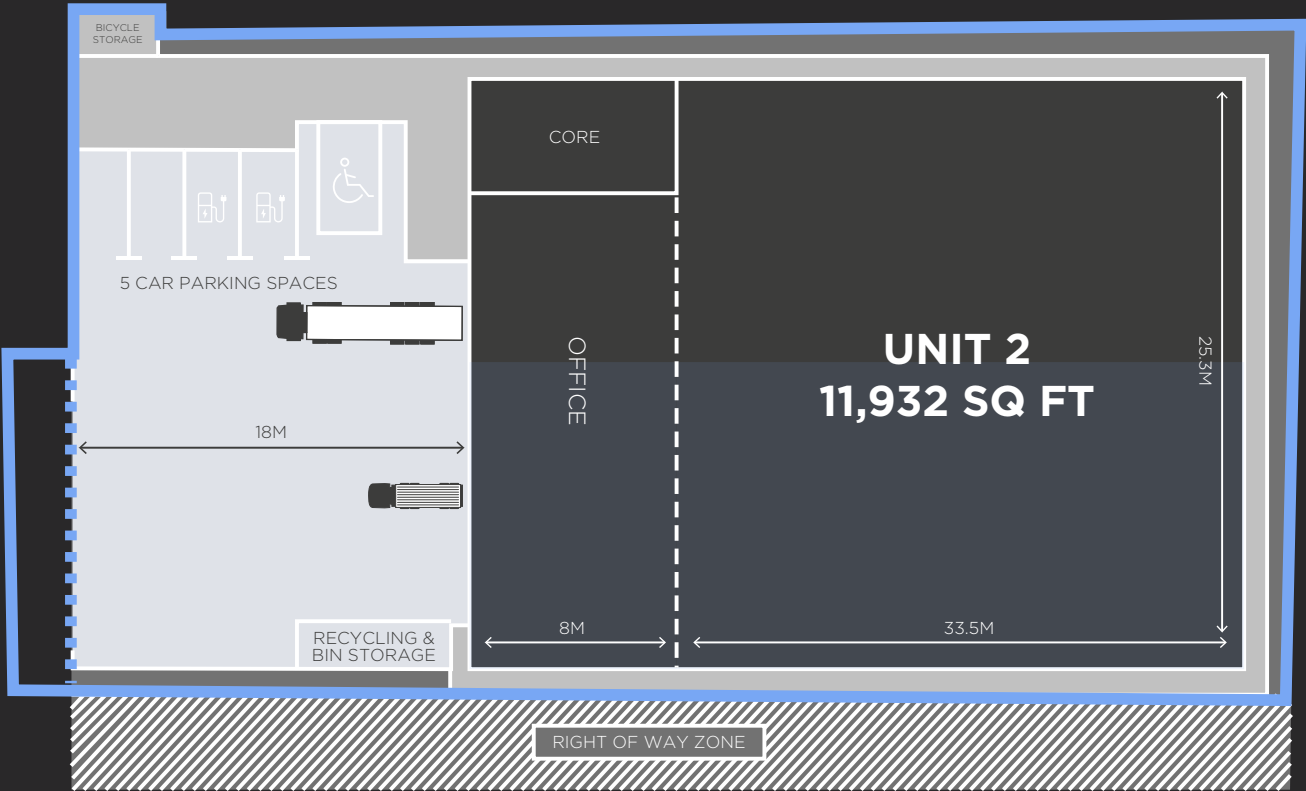 BICYCLE
STORAGE
CORE
5 CAR PARKING SPACES
OFFICE
UNIT 2
11,932 SQ FT
25.3M
18M
8M
33.5M
RECYCLING &
BIN STORAGE
RIGHT OF WAY ZONE